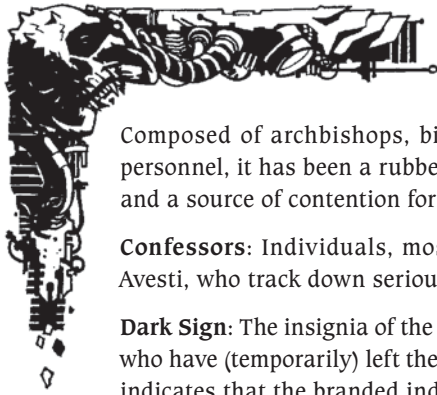 Composed of archbishops, bi
personnel, it has been a rubbe
and a source of contention for
Confessors: Individuals, mos
Avesti, who track down seriou
Dark Sign: The insignia of the
who have (temporarily) left the
indicates that the branded ind